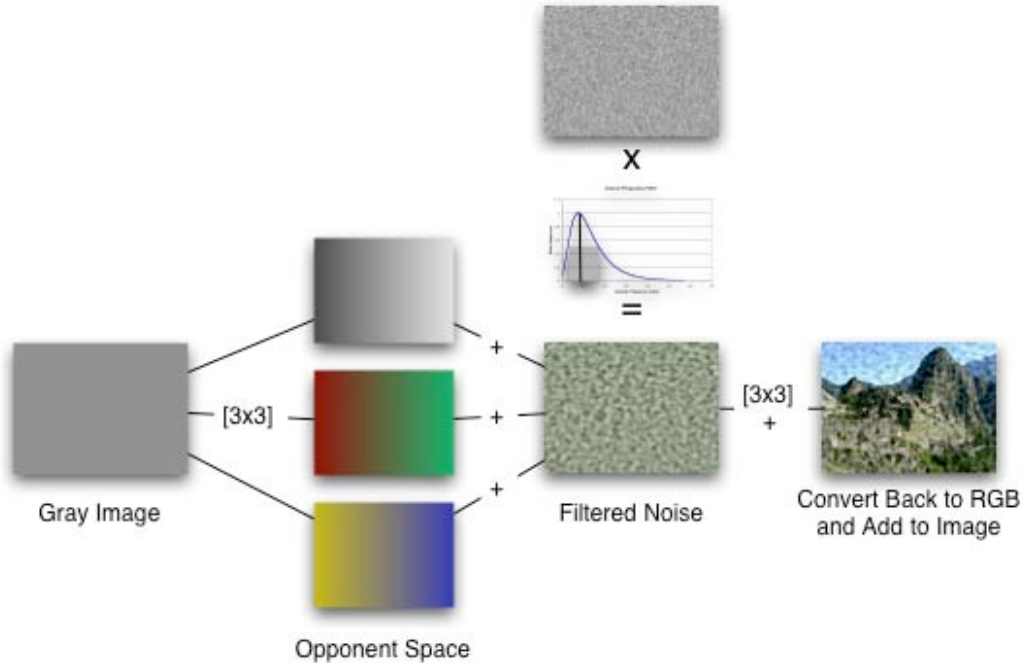 X
=
+
[3x3]
+
[3x3]
+
+
Gray Image
Filtered Noise
Convert Back to RGB
and Add to Image
Opponent Space